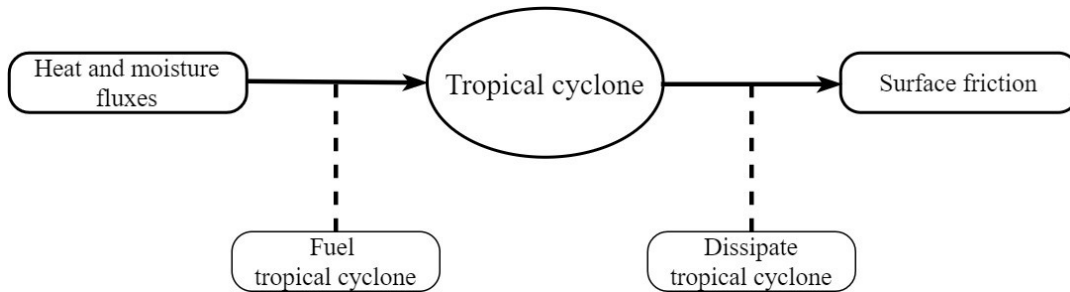 Heat and moisture
fluxes
Tropical cyclone
Surface friction
Fuel
tropical cyclone
Dissipate
tropical cyclone